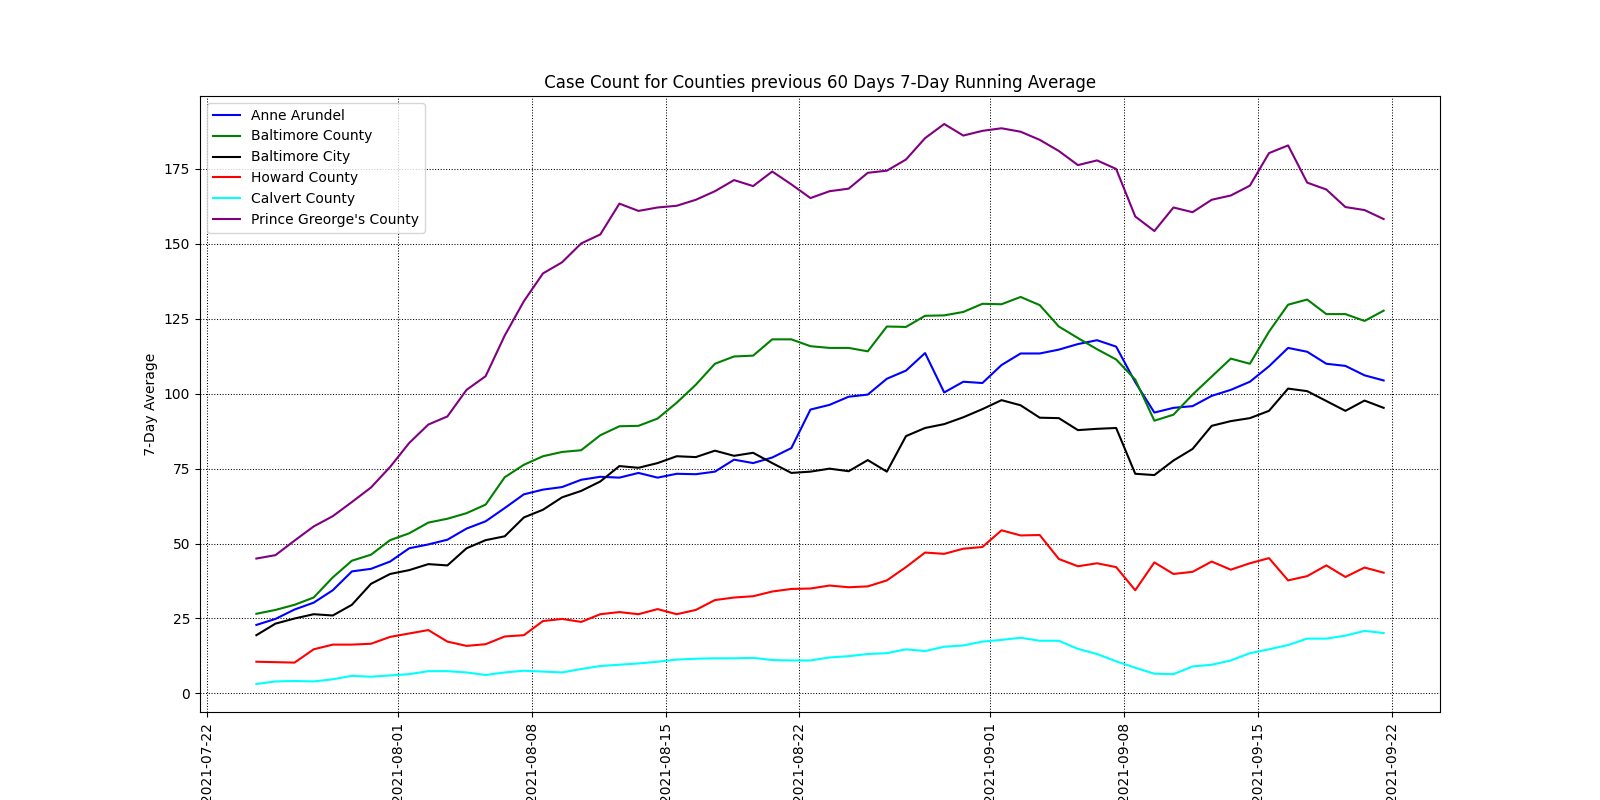 Case Count for Counties previous 60 Days 7-Day Running Average
Anne Arundel
Baltimore County
Baltimore City
Howard County
Calvert County
Prince Greorge's County
7-Day Average
175
150
125
100
75
50
25
0
2021-07-22
2021-08-01
2021-08-08
2021-08-15
2021-08-22
2021-09-01
2021-09-08
2021-09-15
2021-09-22